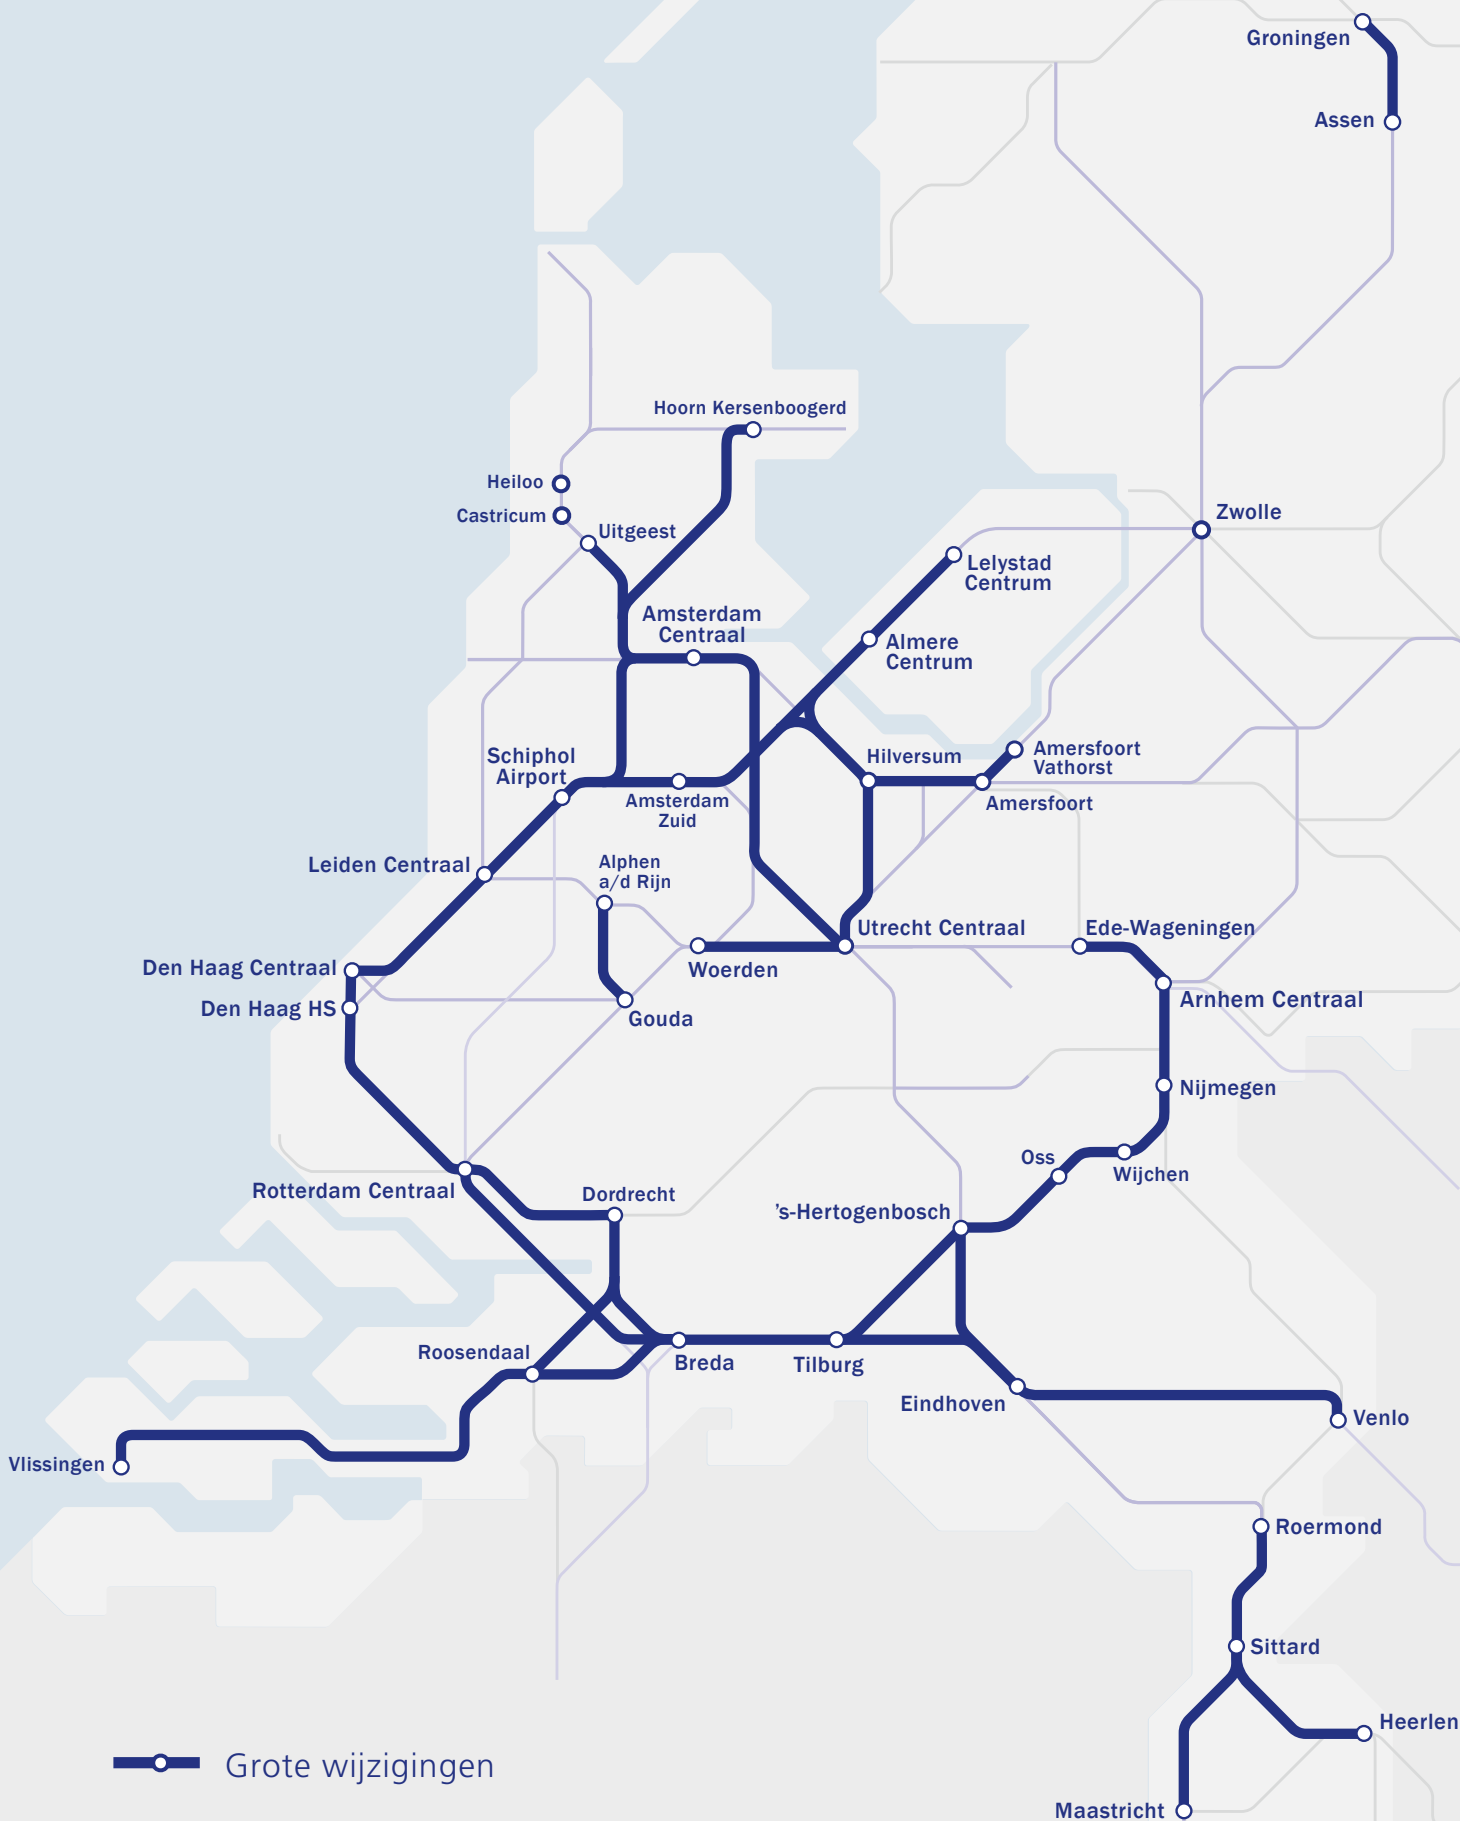 Groningen
Assen
Hoorn Kersenboogerd
Heiloo
Castricum
Uitgeest
Zwolle
Lelystad
Centrum
Amsterdam
Centraal
Almere
Centrum
Schiphol
Airport
Hilversum
Amersfoort
Vathorst
Amsterdam
Zuid
Amersfoort
Leiden Centraal
Alphen
a/d Rijn
Utrecht Centraal
Ede-Wageningen
Den Haag Centraal
Woerden
Den Haag HS
Gouda
Arnhem Centraal
Nijmegen
Oss
Wijchen
Rotterdam Centraal
Dordrecht
's-Hertogenbosch
Roosendaal
Breda
Tilburg
Eindhoven
Venlo
Vlissingen
Roermond
Sittard
Heerlen
Grote wijzigingen
Maastricht